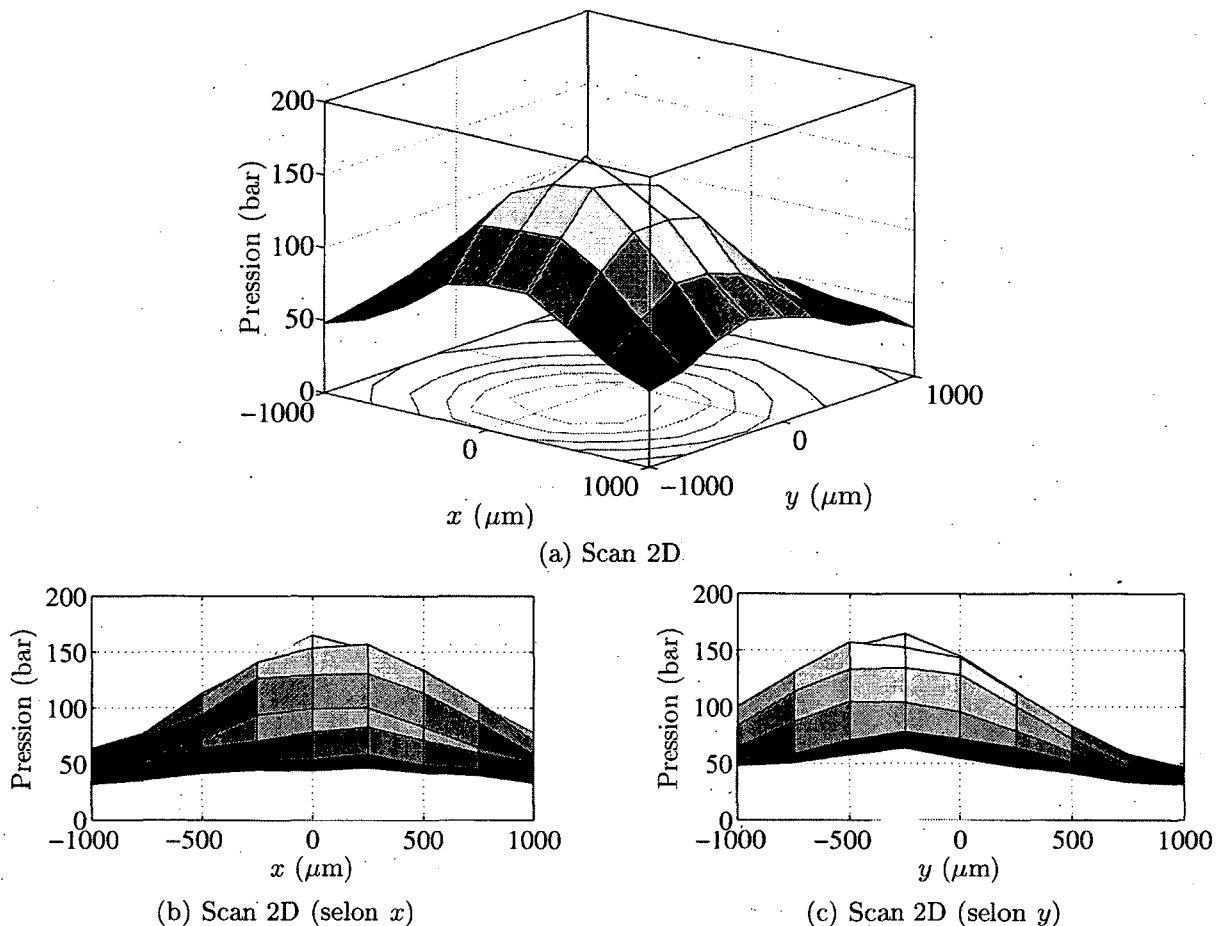 200
150
100
50
0
Pression (bar)
−1000
0
1000
x (μm)
−1000
0
1000
y (μm)
(a) Scan 2D
200
150
100
50
0
Pression (bar)
−1000 −500 0 500 1000
x (μm)
(b) Scan 2D (selon x)
200
150
100
50
0
Pression (bar)
−1000 −500 0 500 1000
y (μm)
(c) Scan 2D (selon y)